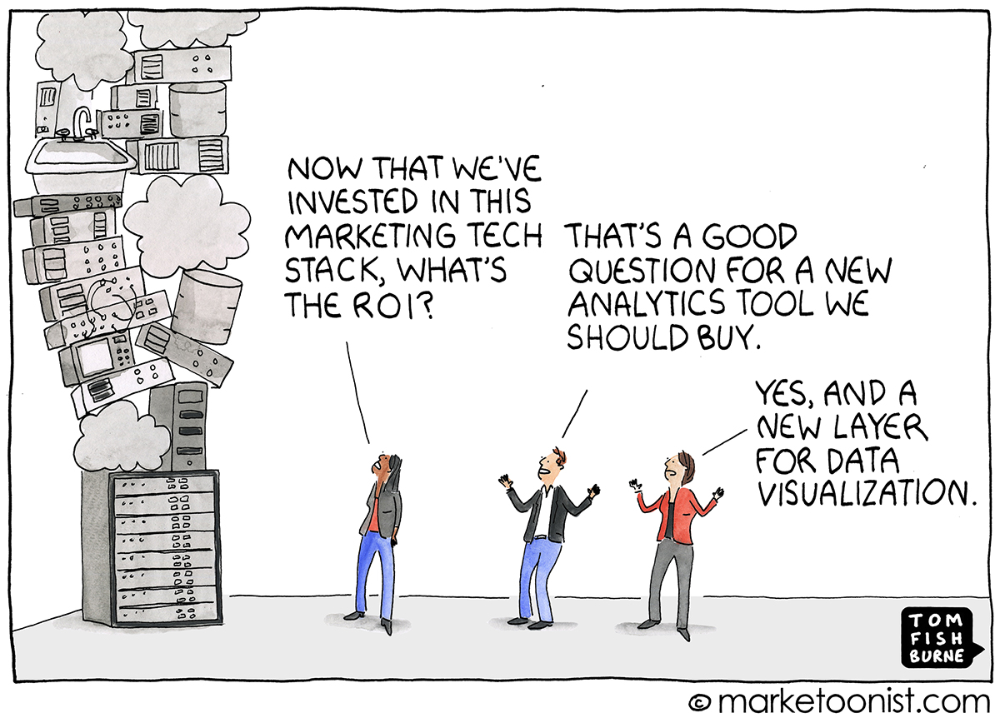 NOW THAT WE'VE
INVESTED IN THIS
MARKETING TECH
STACK, WHAT'S
THE ROI?
THAT'S A GOOD
QUESTION FOR A NEW
ANALYTICS TOOL WE
SHOULD BUY.
YES, AND A
NEW LAYER
FOR DATA
VISUALIZATION.
TOM
FISH
BURNE
© marketoonist.com